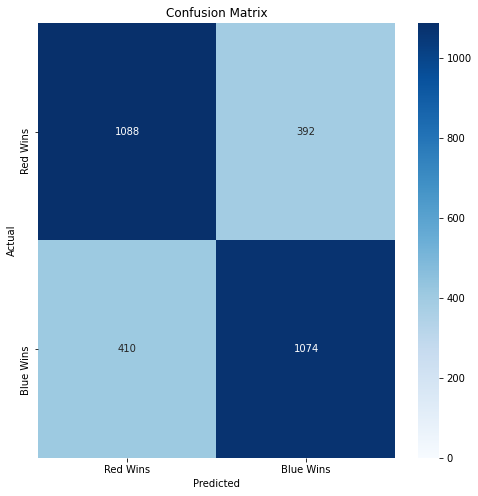 Confusion Matrix
Red Wins
1088
392
1000
800
600
Actual
400
Blue Wins
410
1074
200
0
Red Wins
Blue Wins
Predicted